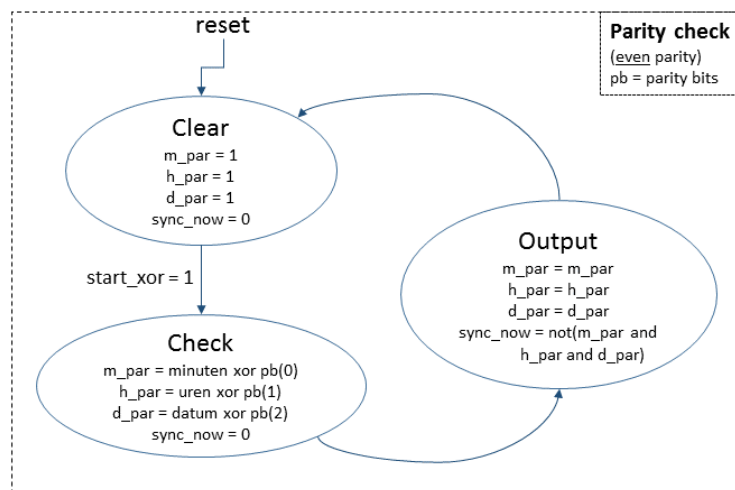 reset
Parity check
(even parity)
pb = parity bits
Clear
m_par = 1
h_par = 1
d_par = 1
sync_now = 0
start_xor = 1
Check
m_par = minuten xor pb(0)
h_par = uren xor pb(1)
d_par = datum xor pb(2)
sync_now = 0
Output
m_par = m_par
h_par = h_par
d_par = d_par
sync_now = not(m_par and
h_par and d_par)